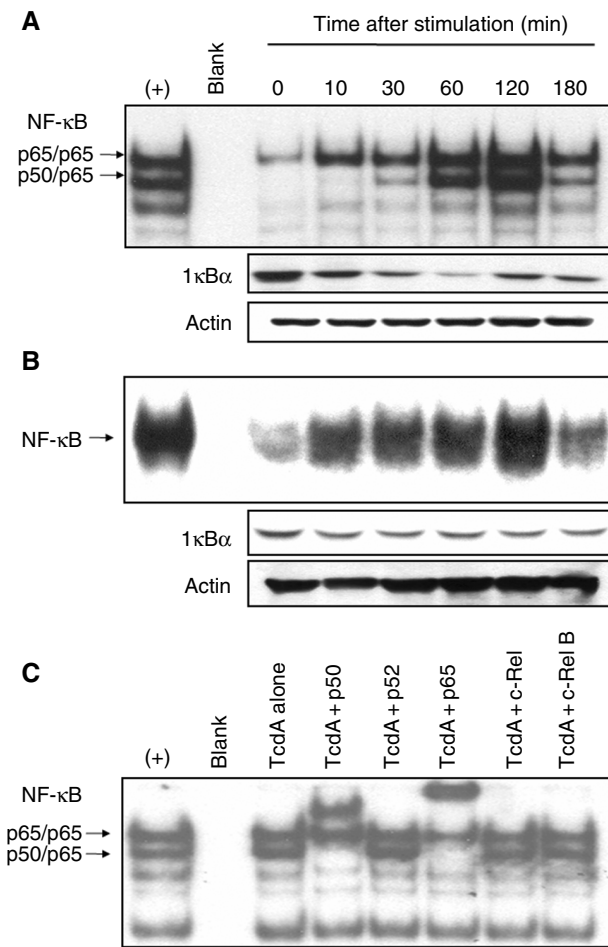 A
Time after stimulation (min)
(+)
Blank
0 10 30 60 120 180
NF-κB
p65/p65
p50/p65
1κBα
Actin
B
NF-κB
1κBα
Actin
C
(+)
Blank
TcdA alone
TcdA + p50
TcdA + p52
TcdA + p65
TcdA + c-Rel
TcdA + c-Rel B
NF-κB
p65/p65
p50/p65